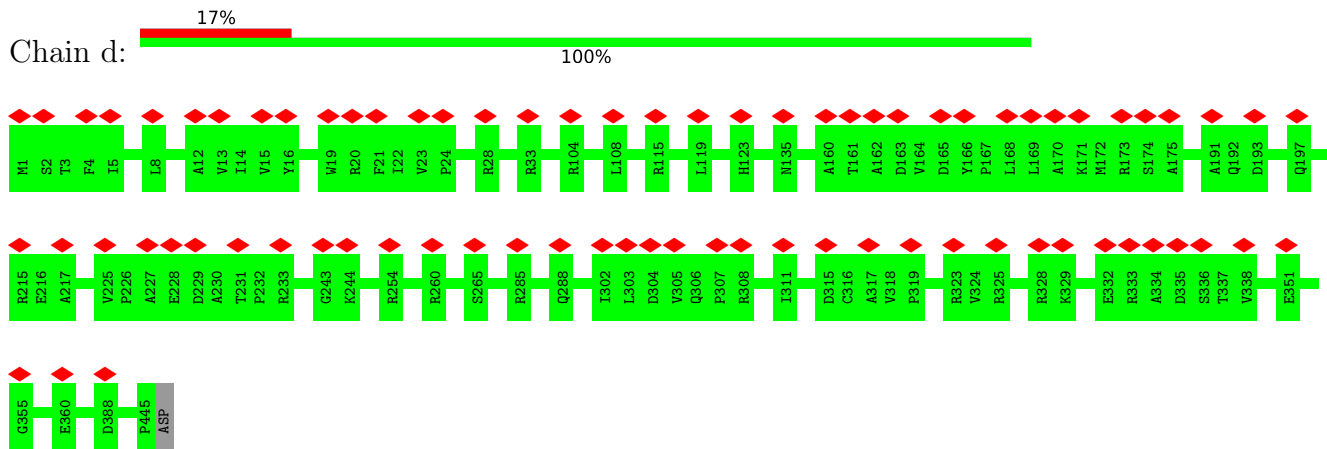 17%
Chain d:
100%
M1 S2 T3 F4 I5 L8 A12 V13 I14 V15 Y16 W19 R20 F21 I22 V23 P24 R28 R33 R104 L108 R115 L119 H123 N135 A160 T161 A162 D163 V164 D165 Y166 P167 L168 L169 A170 K171 M172 R173 S174 A175 A191 Q192 D193 Q197
R215 E216 A217 V225 P226 A227 E228 D229 A230 T231 P232 R233 G243 K244 R254 R260 S265 R285 Q288 I302 L303 D304 V305 Q306 P307 R308 I311 D315 C316 A317 V318 P319 R323 V324 R325 R328 K329 E332 R333 A334 D335 S336 T337 V338 E351
G355 E360 D388 P445 ASP